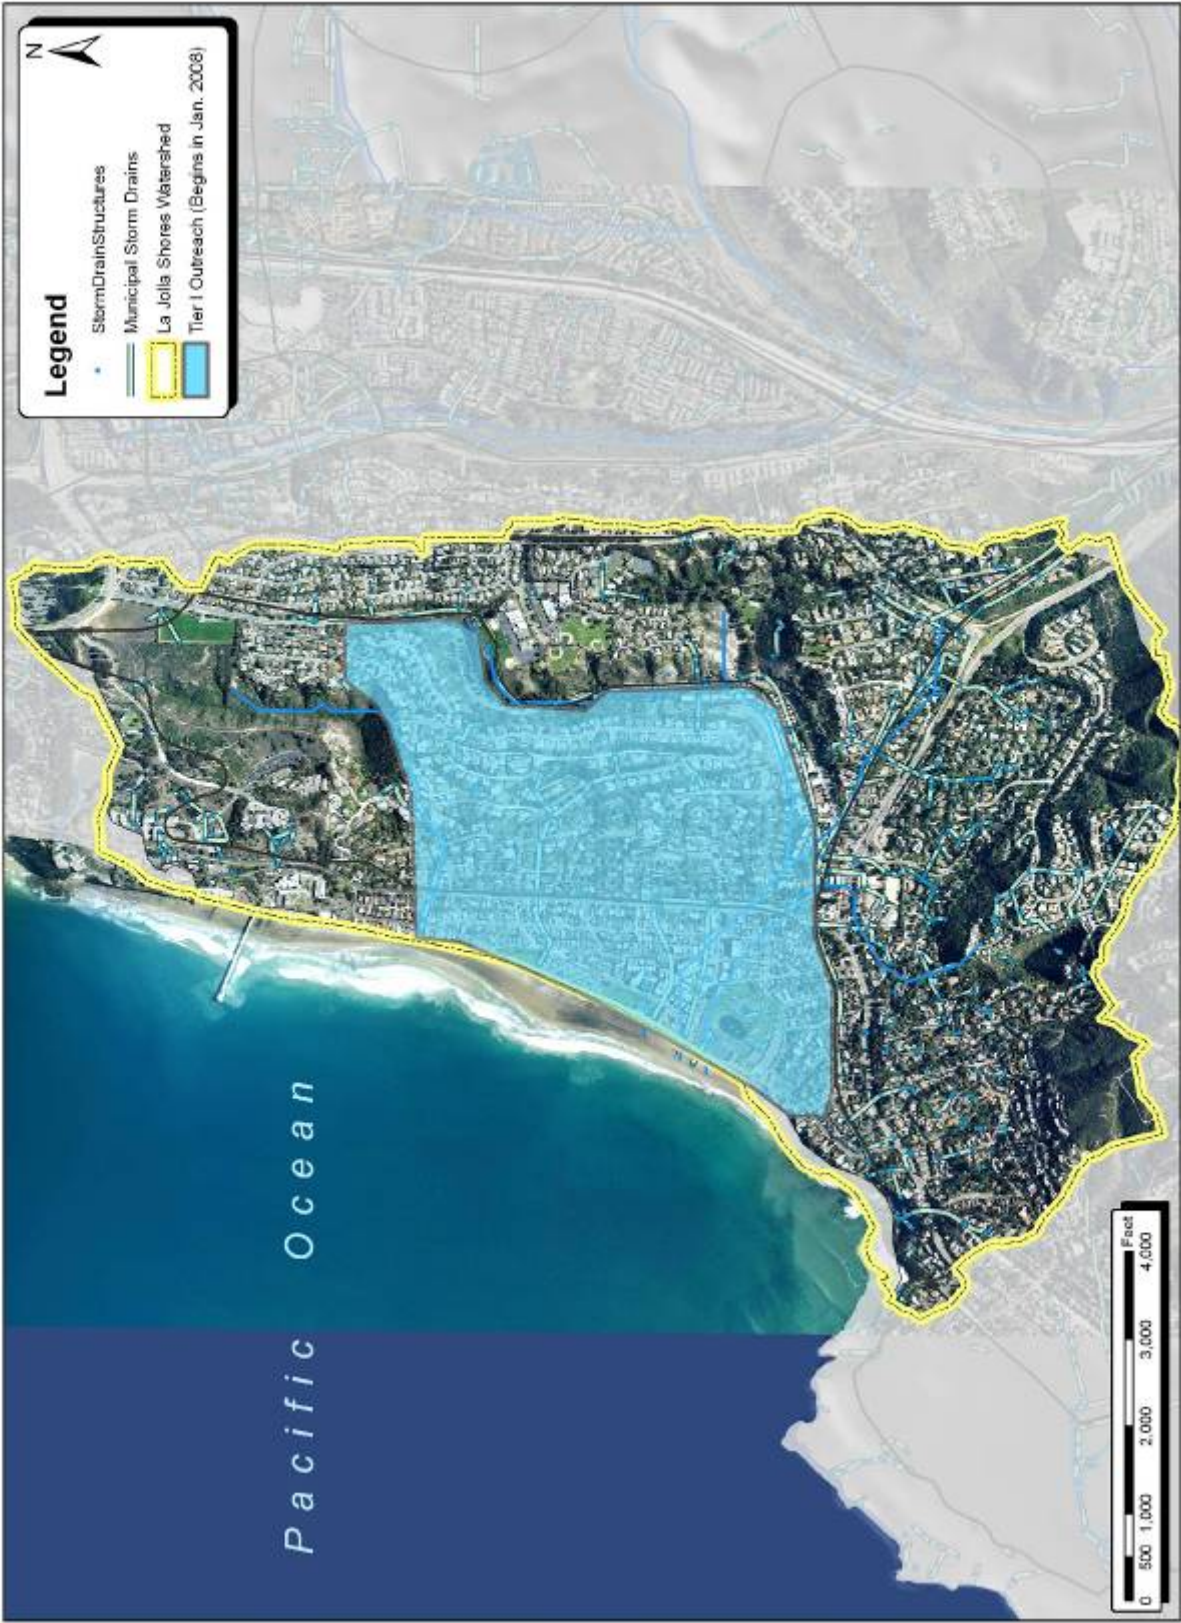 N
Legend
StormDrainStructures
Municipal Storm Drains
La Jolla Shores Watershed
Tier I Outreach (Begins in Jan. 2008)
Pacific Ocean
Feet
0 500 1,000 2,000 3,000 4,000